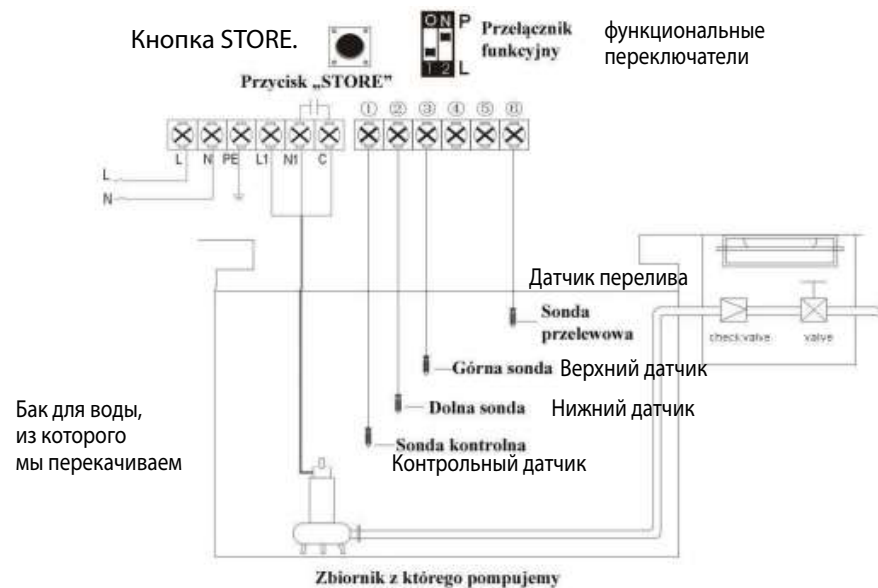 Кнопка STORE.
ON P
1 2 L
Przełącznik
funkcyjny
функциональные
переключатели
Przycisk „STORE”
① ② ③ ④ ⑤ ⑥
L N PE L1 N1 C
L
N
Датчик перелива
Sonda
przelewowa
check valve
valve
Górna sonda Верхний датчик
Dolna sonda Нижний датчик
Sonda kontrolna
Контрольный датчик
Бак для воды,
из которого
мы перекачиваем
Zbiornik z którego pompujemy